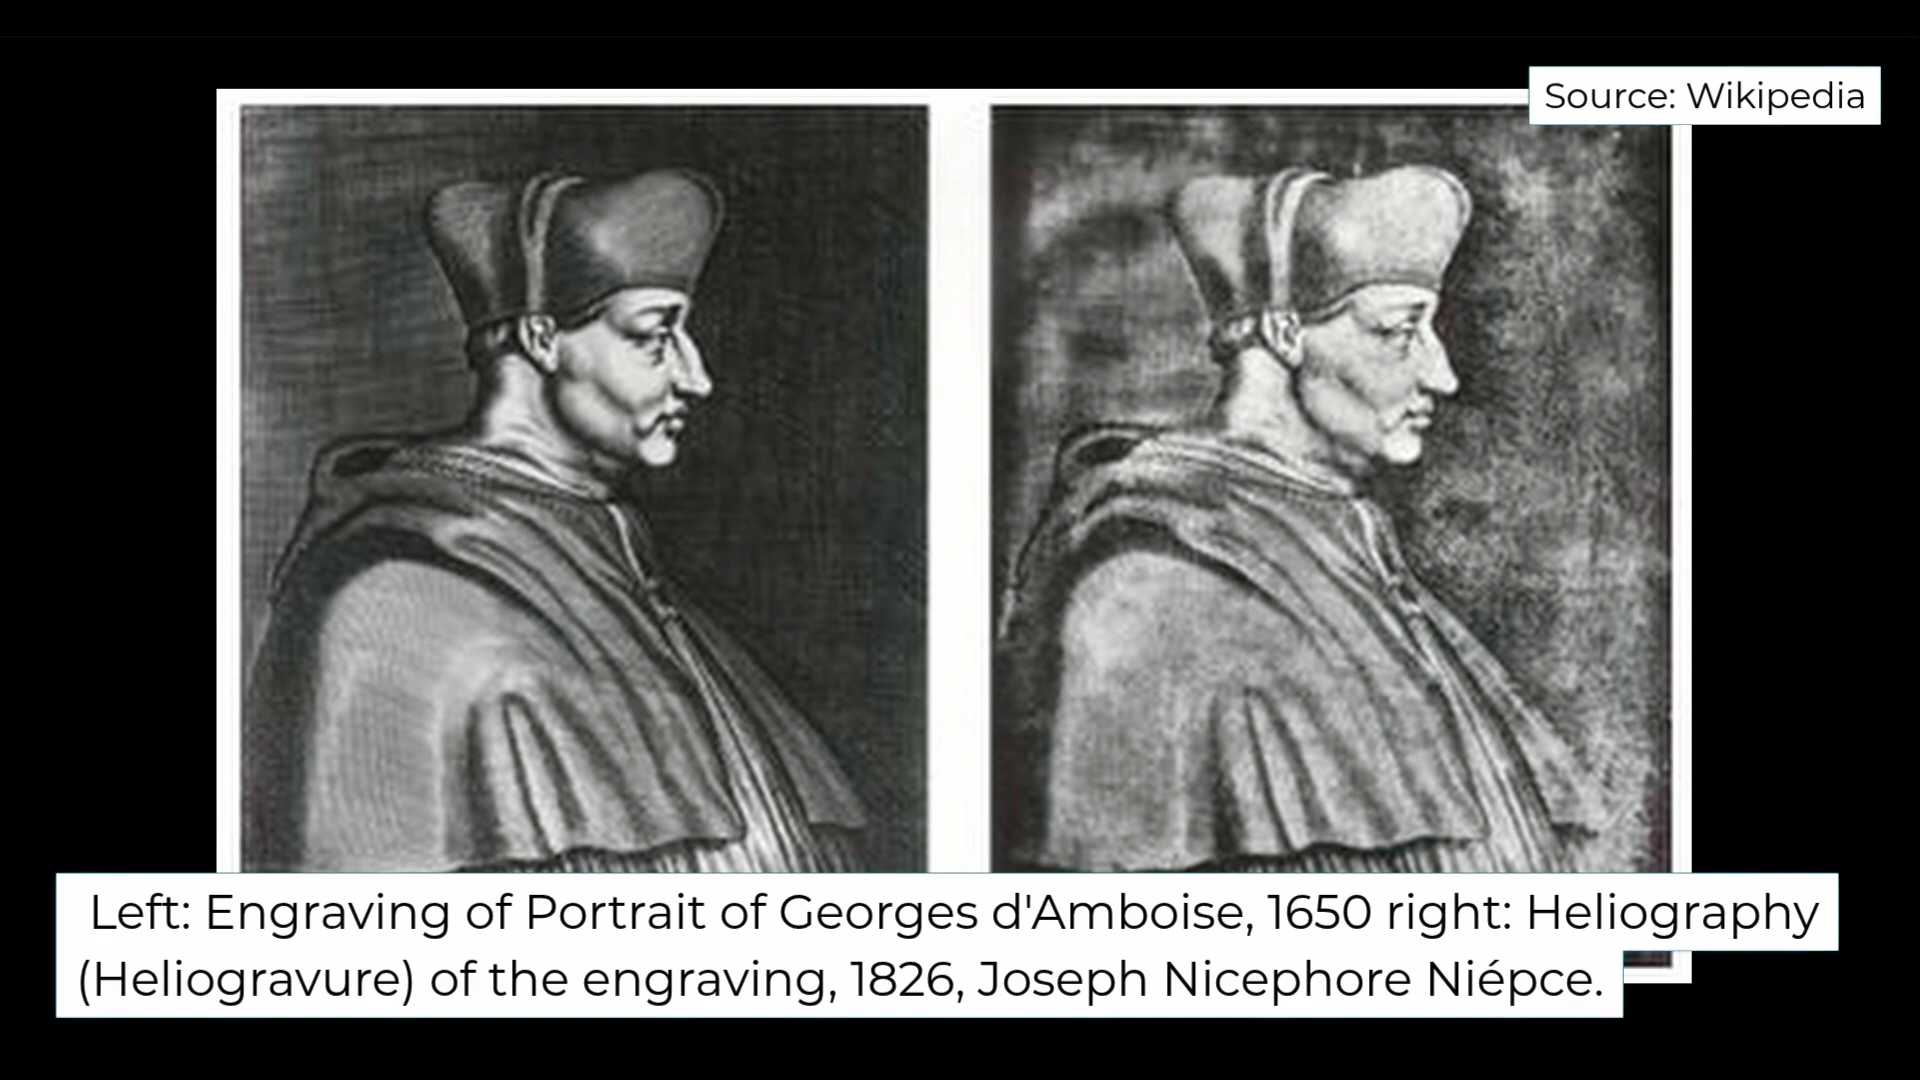 Source: Wikipedia
Left: Engraving of Portrait of Georges d'Amboise, 1650 right: Heliography
(Heliogravure) of the engraving, 1826, Joseph Nicephore Niépce.